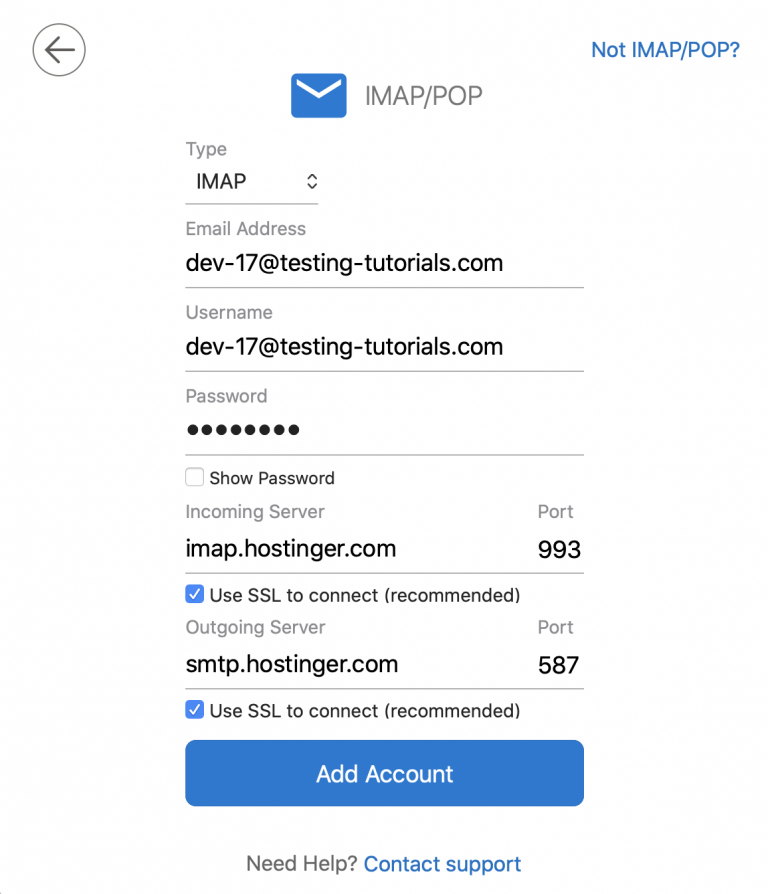 Not IMAP/POP?
IMAP/POP
Type
IMAP
Email Address
dev-17@testing-tutorials.com
Username
dev-17@testing-tutorials.com
Password
●●●●●●●●
Show Password
Incoming Server Port
imap.hostinger.com 993
Use SSL to connect (recommended)
Outgoing Server Port
smtp.hostinger.com 587
Use SSL to connect (recommended)
Add Account
Need Help? Contact support